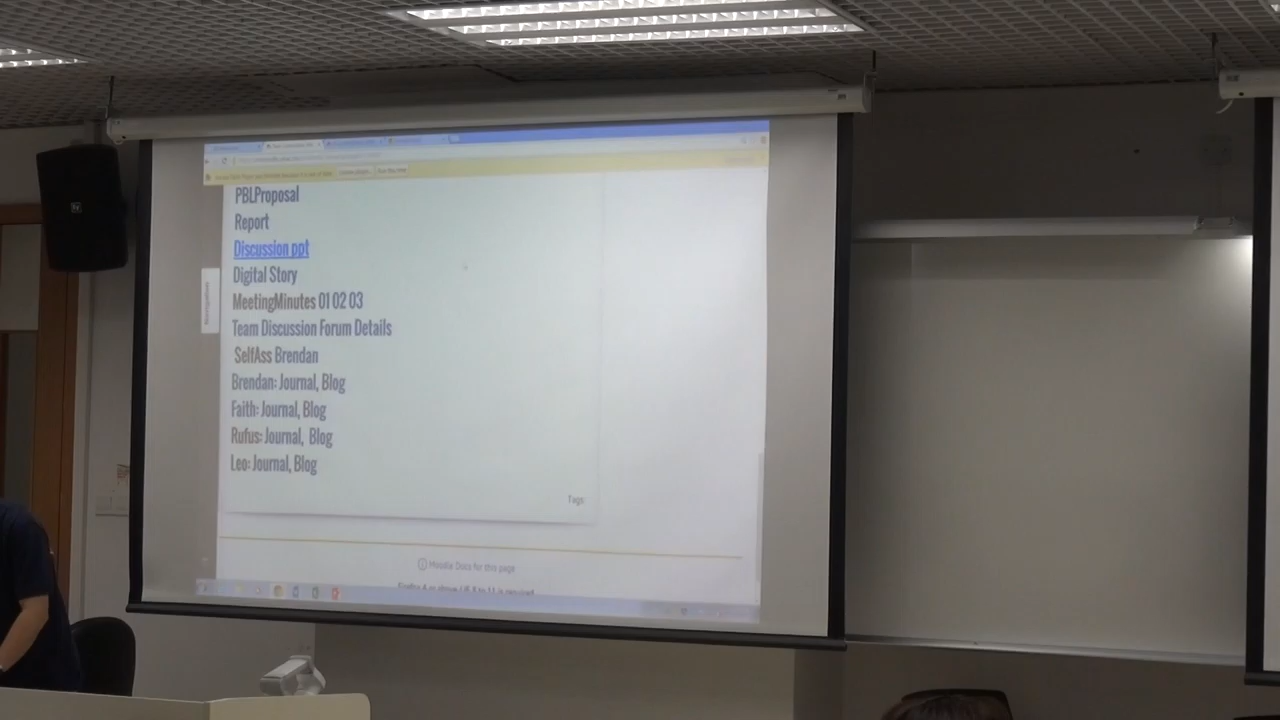 PBLProposal
Report
Discussion ppt
Digital Story
MeetingMinutes 01 02 03
Team Discussion Forum Details
SelfAss Brendan
Brendan: Journal, Blog
Faith: Journal, Blog
Rufus: Journal, Blog
Leo: Journal, Blog
Tags
Moodle Docs for this page